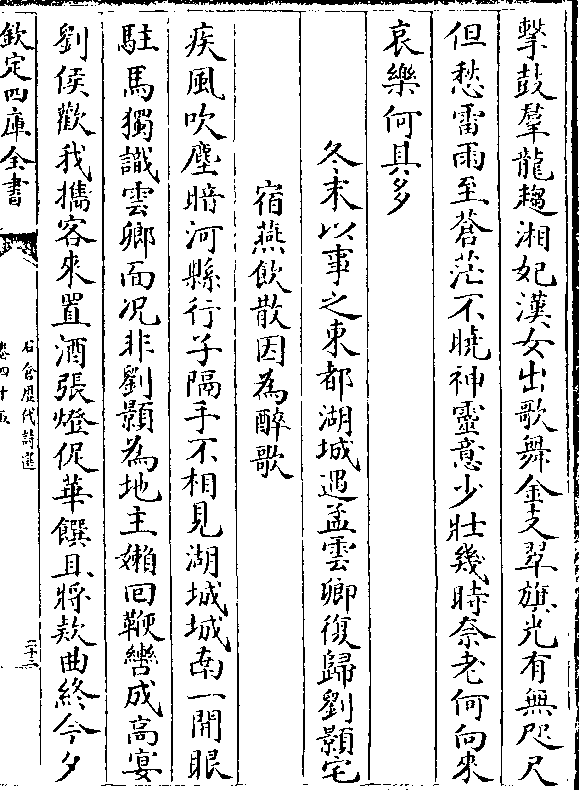 擊鼓羣龍趨湘妃漢女出歌舞金支翠旗光有無咫尺
但愁雷雨至蒼茫不曉神靈意少壯幾時奈老何向來
哀樂何其多
冬末以事之東都湖城遇孟雲卿復歸劉顥宅
宿燕飲散因為醉歌
疾風吹塵暗河縣行子隔手不相見湖城城南一開眼
駐馬獨識雲卿面况非劉顥為地主嬾回鞭轡成高宴
劉侯歡我攜客來置酒張燈促華饌且將欵曲終今夕
欽定四庫全書
石倉歴代詩選
卷四十五
二十二